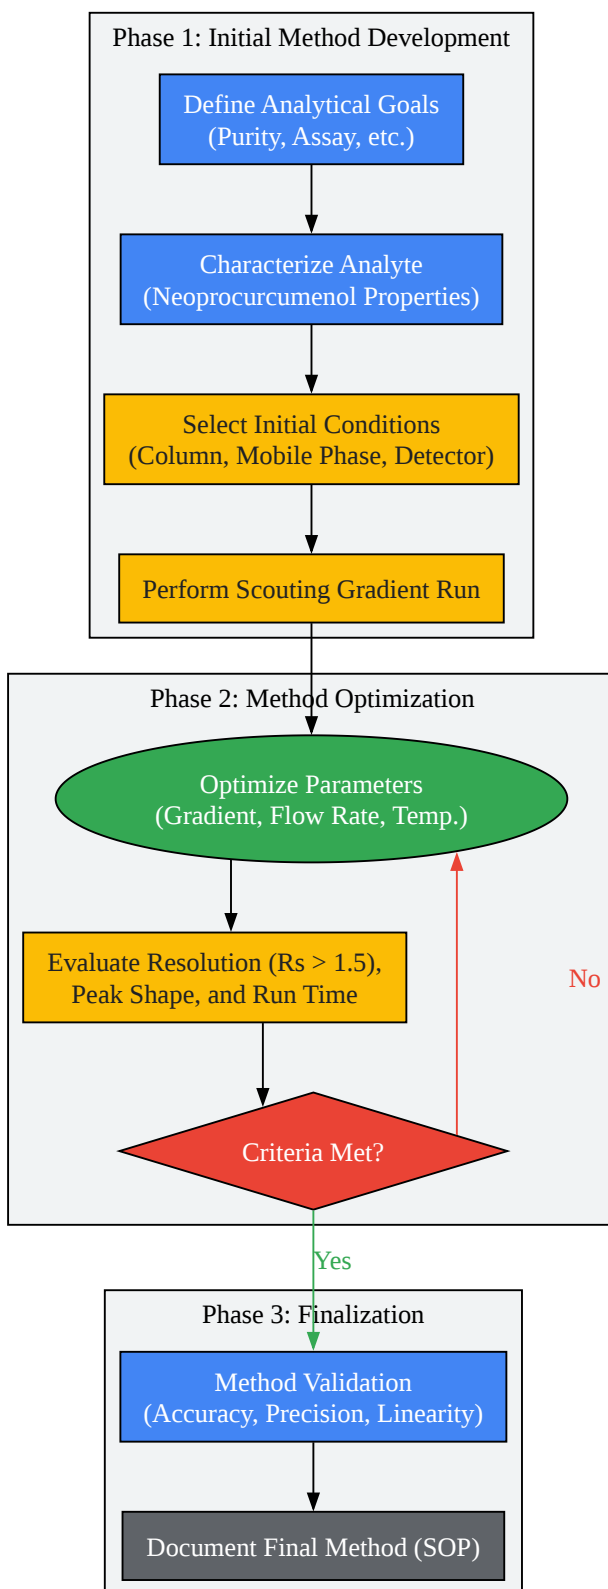 Phase 1: Initial Method Development
Define Analytical Goals
(Purity, Assay, etc.)
Characterize Analyte
(Neoprocurcumenol Properties)
Select Initial Conditions
(Column, Mobile Phase, Detector)
Perform Scouting Gradient Run
Phase 2: Method Optimization
Optimize Parameters
(Gradient, Flow Rate, Temp.)
Evaluate Resolution (Rs > 1.5),
Peak Shape, and Run Time
No
Criteria Met?
Yes
Phase 3: Finalization
Method Validation
(Accuracy, Precision, Linearity)
Document Final Method (SOP)